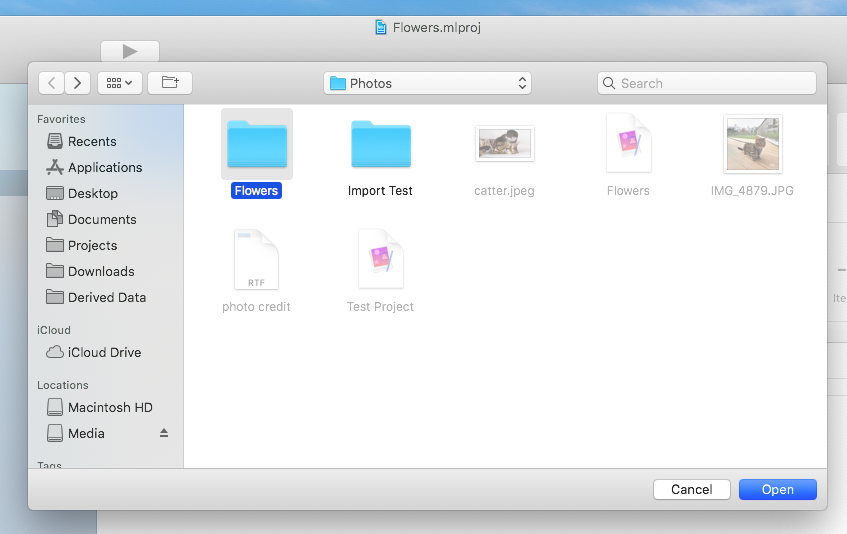 Flowers.mlproj
Photos
Search
Favorites
Recents
Applications
Desktop
Documents
Projects
Downloads
Derived Data
iCloud
iCloud Drive
Locations
Macintosh HD
Media
Tags
Flowers
Import Test
catter.jpeg
Flowers
IMG_4879.JPG
RTF
photo credit
Test Project
Ite
Cancel
Open